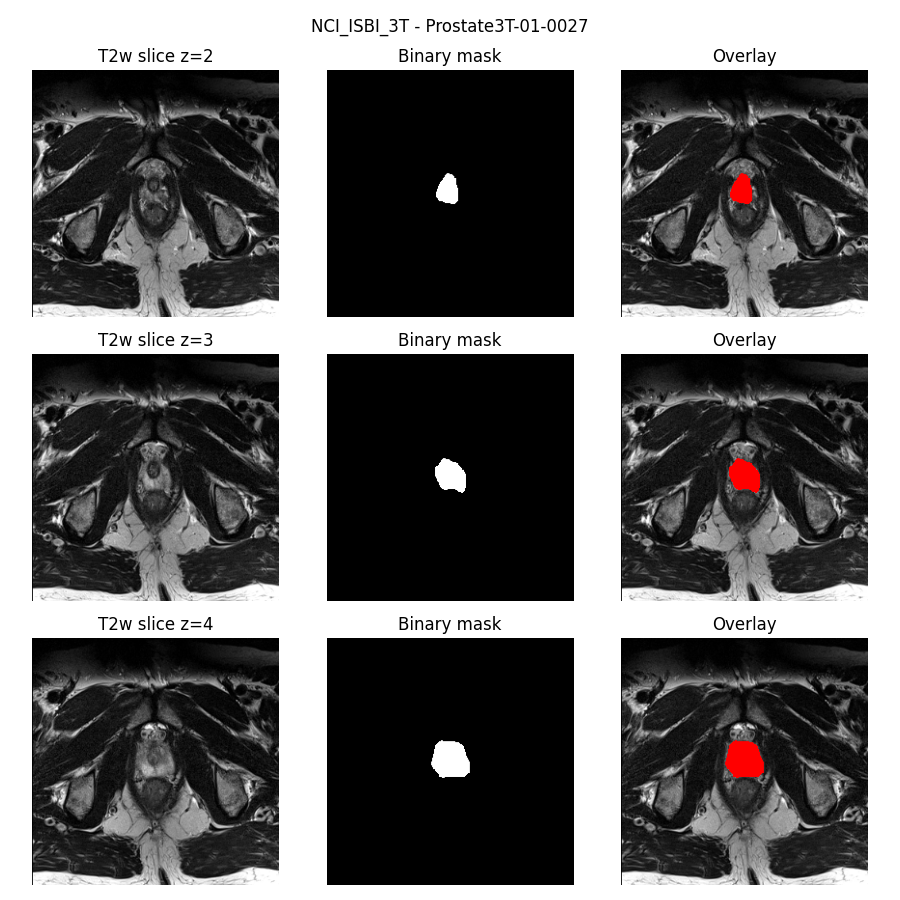 NCI_ISBI_3T - Prostate3T-01-0027
T2w slice z=2
Binary mask
Overlay
T2w slice z=3
Binary mask
Overlay
T2w slice z=4
Binary mask
Overlay